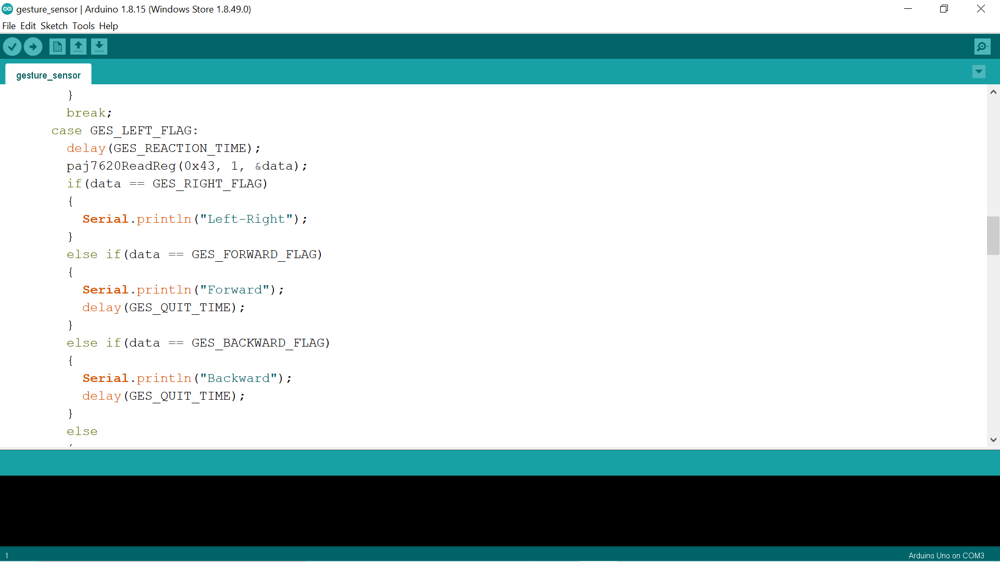 gesture_sensor | Arduino 1.8.15 (Windows Store 1.8.49.0)
File Edit Sketch Tools Help
gesture_sensor
}
break;
case GES_LEFT_FLAG:
delay(GES_REACTION_TIME);
paj7620ReadReg(0x43, 1, &data);
if(data == GES_RIGHT_FLAG)
{
Serial.println("Left-Right");
}
else if(data == GES_FORWARD_FLAG)
{
Serial.println("Forward");
delay(GES_QUIT_TIME);
}
else if(data == GES_BACKWARD_FLAG)
{
Serial.println("Backward");
delay(GES_QUIT_TIME);
}
else
{
1
Arduino Uno on COM3